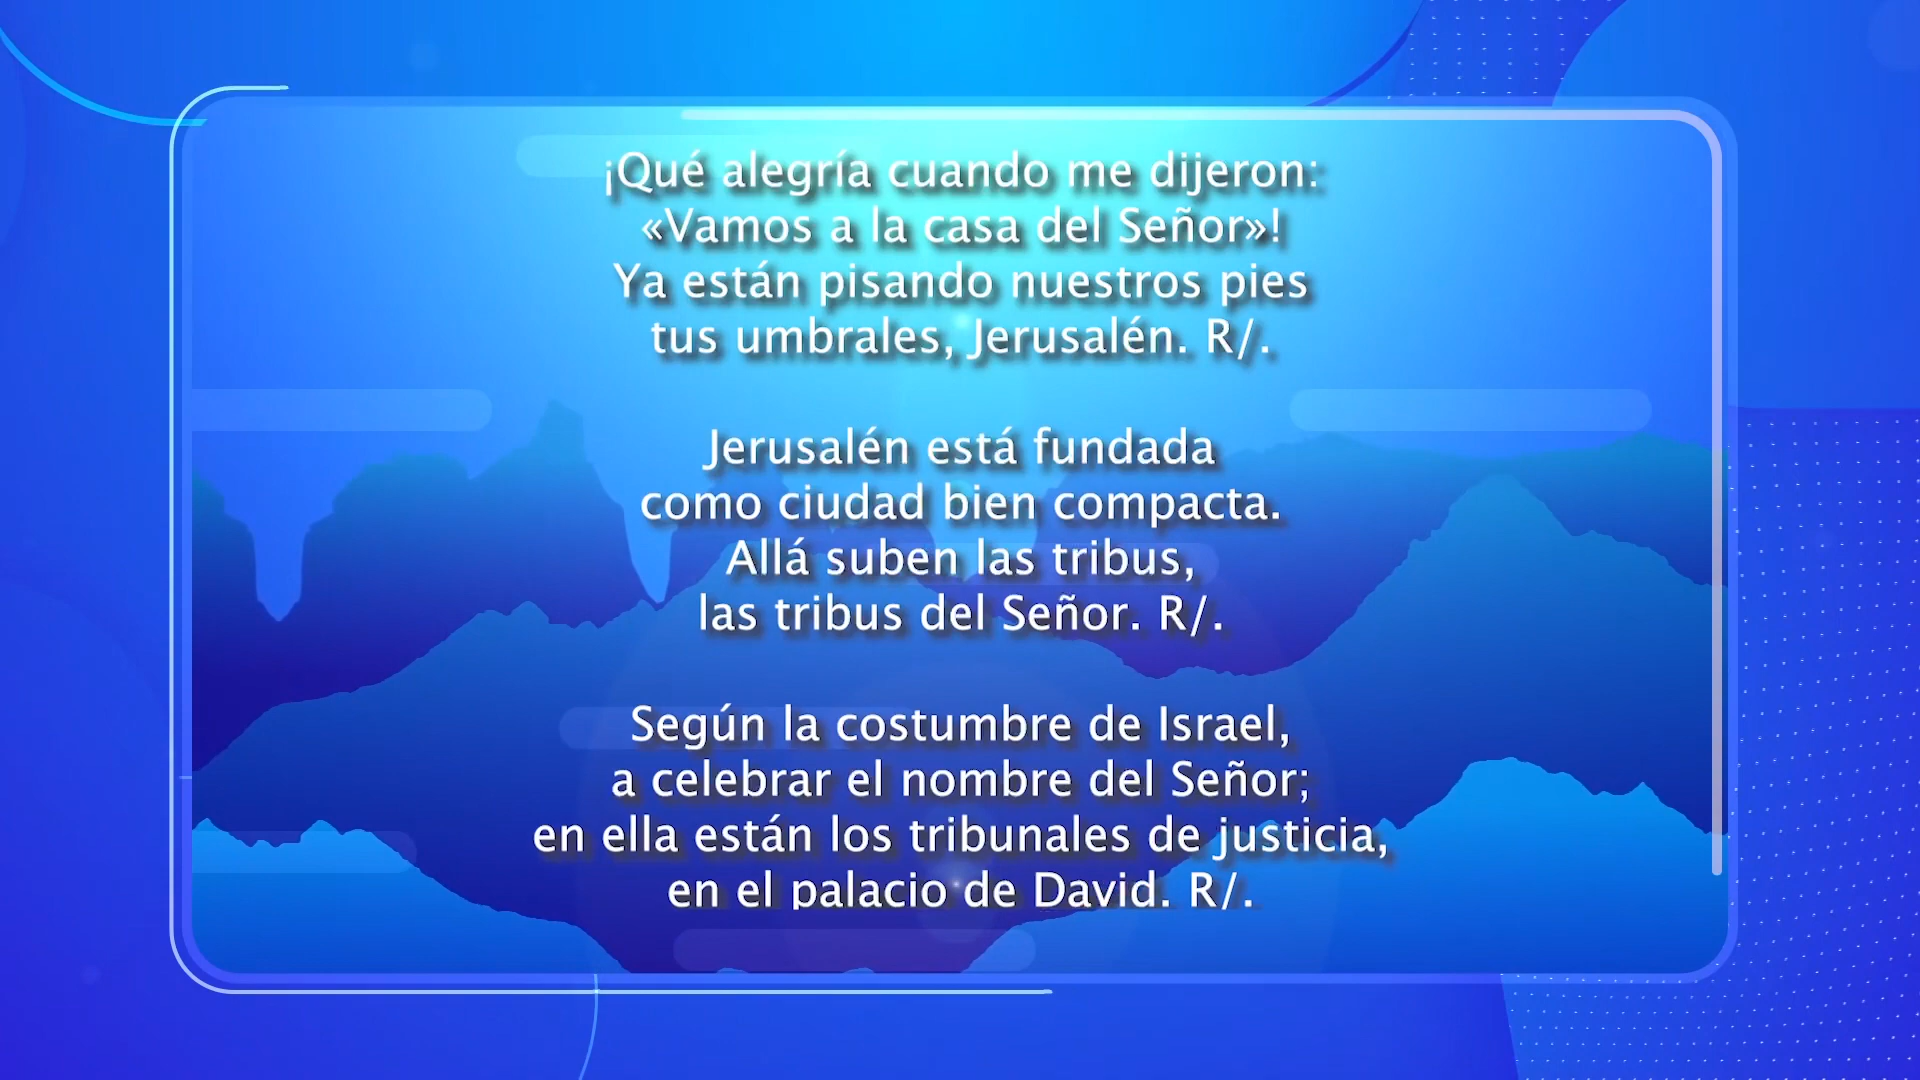 ¡Qué alegría cuando me dijeron:
«Vamos a la casa del Señor»!
Ya están pisando nuestros pies
tus umbrales, Jerusalén. R/.
Jerusalén está fundada
como ciudad bien compacta.
Allá suben las tribus,
las tribus del Señor. R/.
Según la costumbre de Israel,
a celebrar el nombre del Señor;
en ella están los tribunales de justicia,
en el palacio de David. R/.